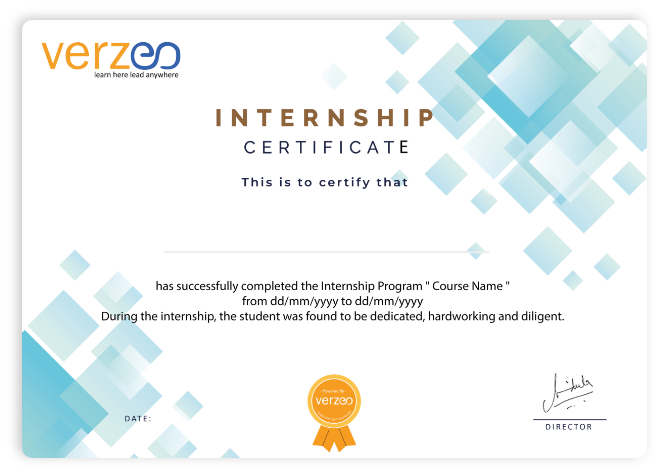 verzeo
learn here lead anywhere
INTERNSHIP
CERTIFICATE
This is to certify that
has successfully completed the Internship Program " Course Name "
from dd/mm/yyyy to dd/mm/yyyy
During the internship, the student was found to be dedicated, hardworking and diligent.
Powered By
verzeo
DATE:
DIRECTOR